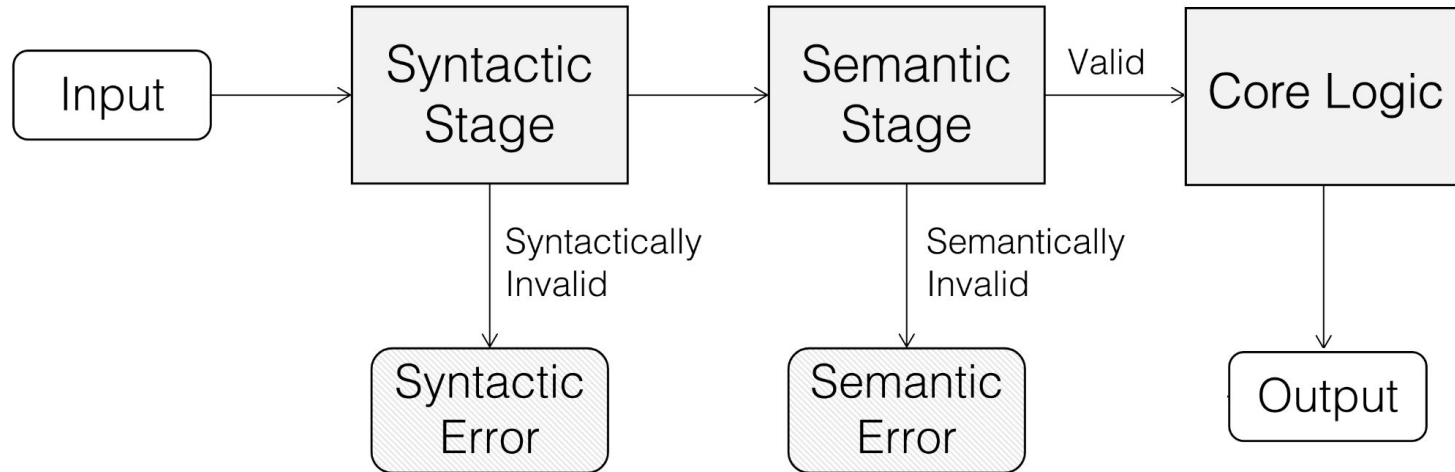 Input
Syntactic
Stage
Semantic
Stage
Valid
Core Logic
Syntactically
Invalid
Semantically
Invalid
Syntactic
Error
Semantic
Error
Output